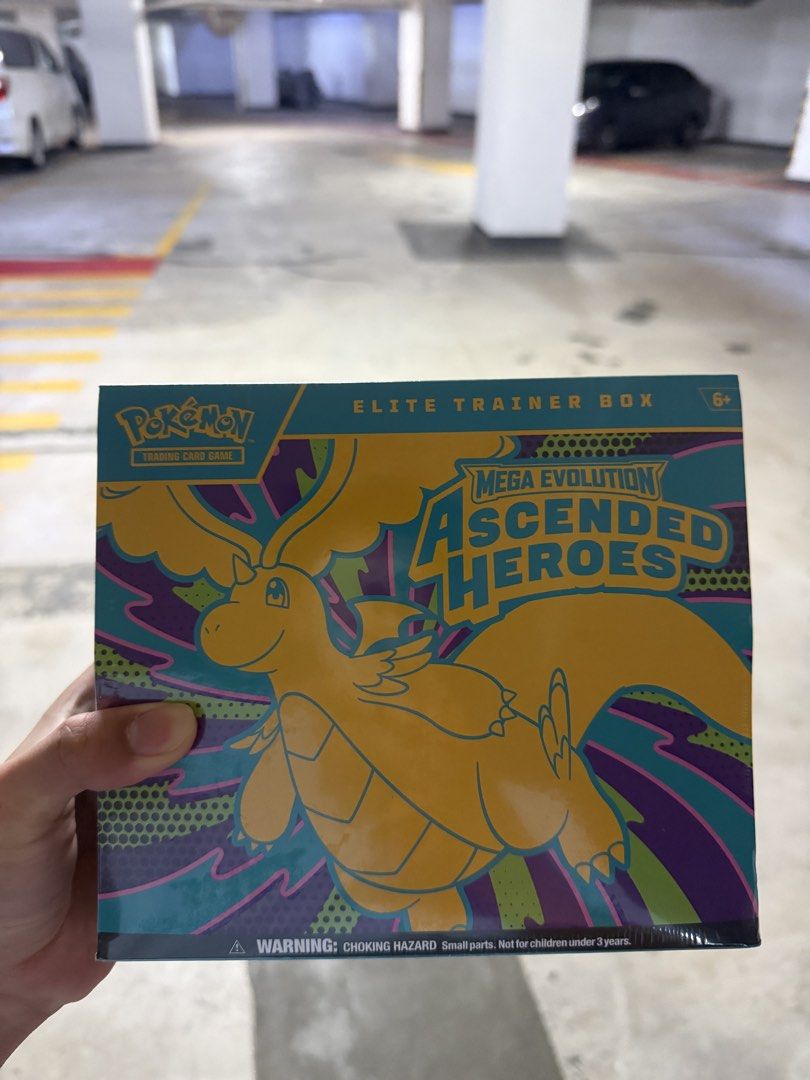 POKéMON
TRADING CARD GAME
ELITE TRAINER BOX
6+
MEGA EVOLUTION
ASCENDED
HEROES
WARNING: CHOKING HAZARD Small parts. Not for children under 3 years.